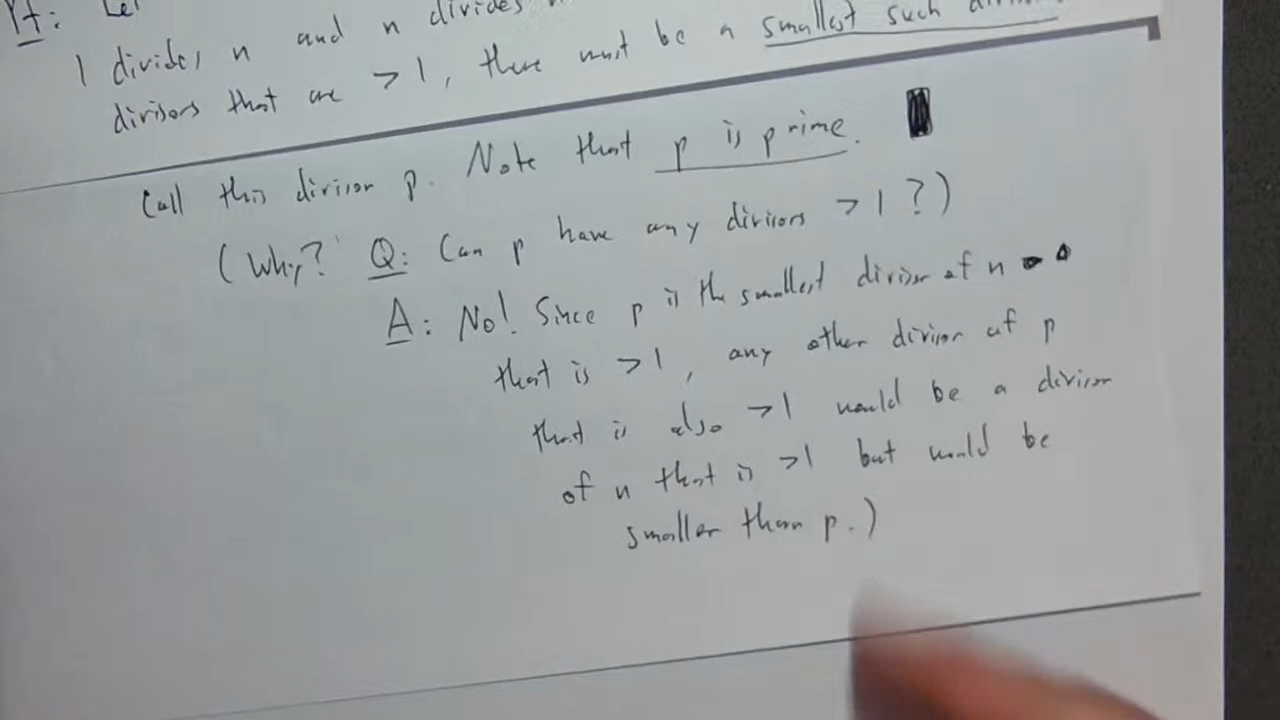 Pf: Let
1 divides n and n divides
divisors that are >1, there must be a smallest such
Call this divisor p. Note that p is prime.
(Why? Q: Can p have any divisors >1?)
A: No! Since p is the smallest divisor of n
that is >1, any other divisor of p
that is also >1 would be a divisor
of n that is >1 but would be
smaller than p.)